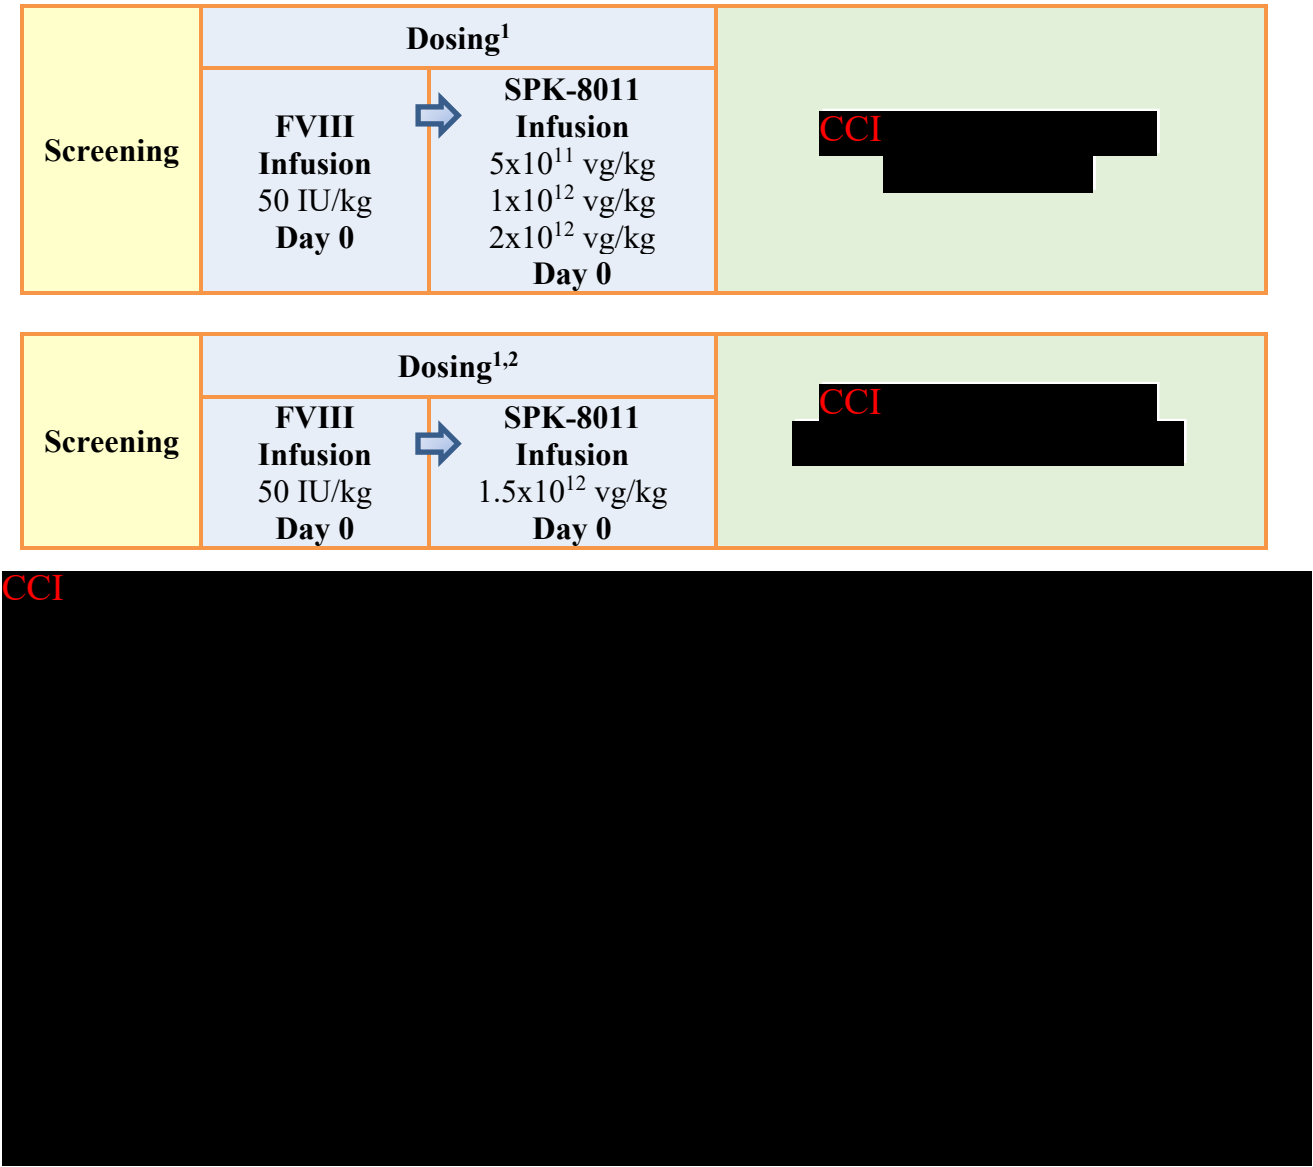 Screening
Dosing¹
FVIII
Infusion
50 IU/kg
Day 0
SPK-8011
Infusion
5x10¹¹ vg/kg
1x10¹² vg/kg
2x10¹² vg/kg
Day 0
CCI
Screening
Dosing¹,²
FVIII
Infusion
50 IU/kg
Day 0
SPK-8011
Infusion
1.5x10¹² vg/kg
Day 0
CCI
CCI